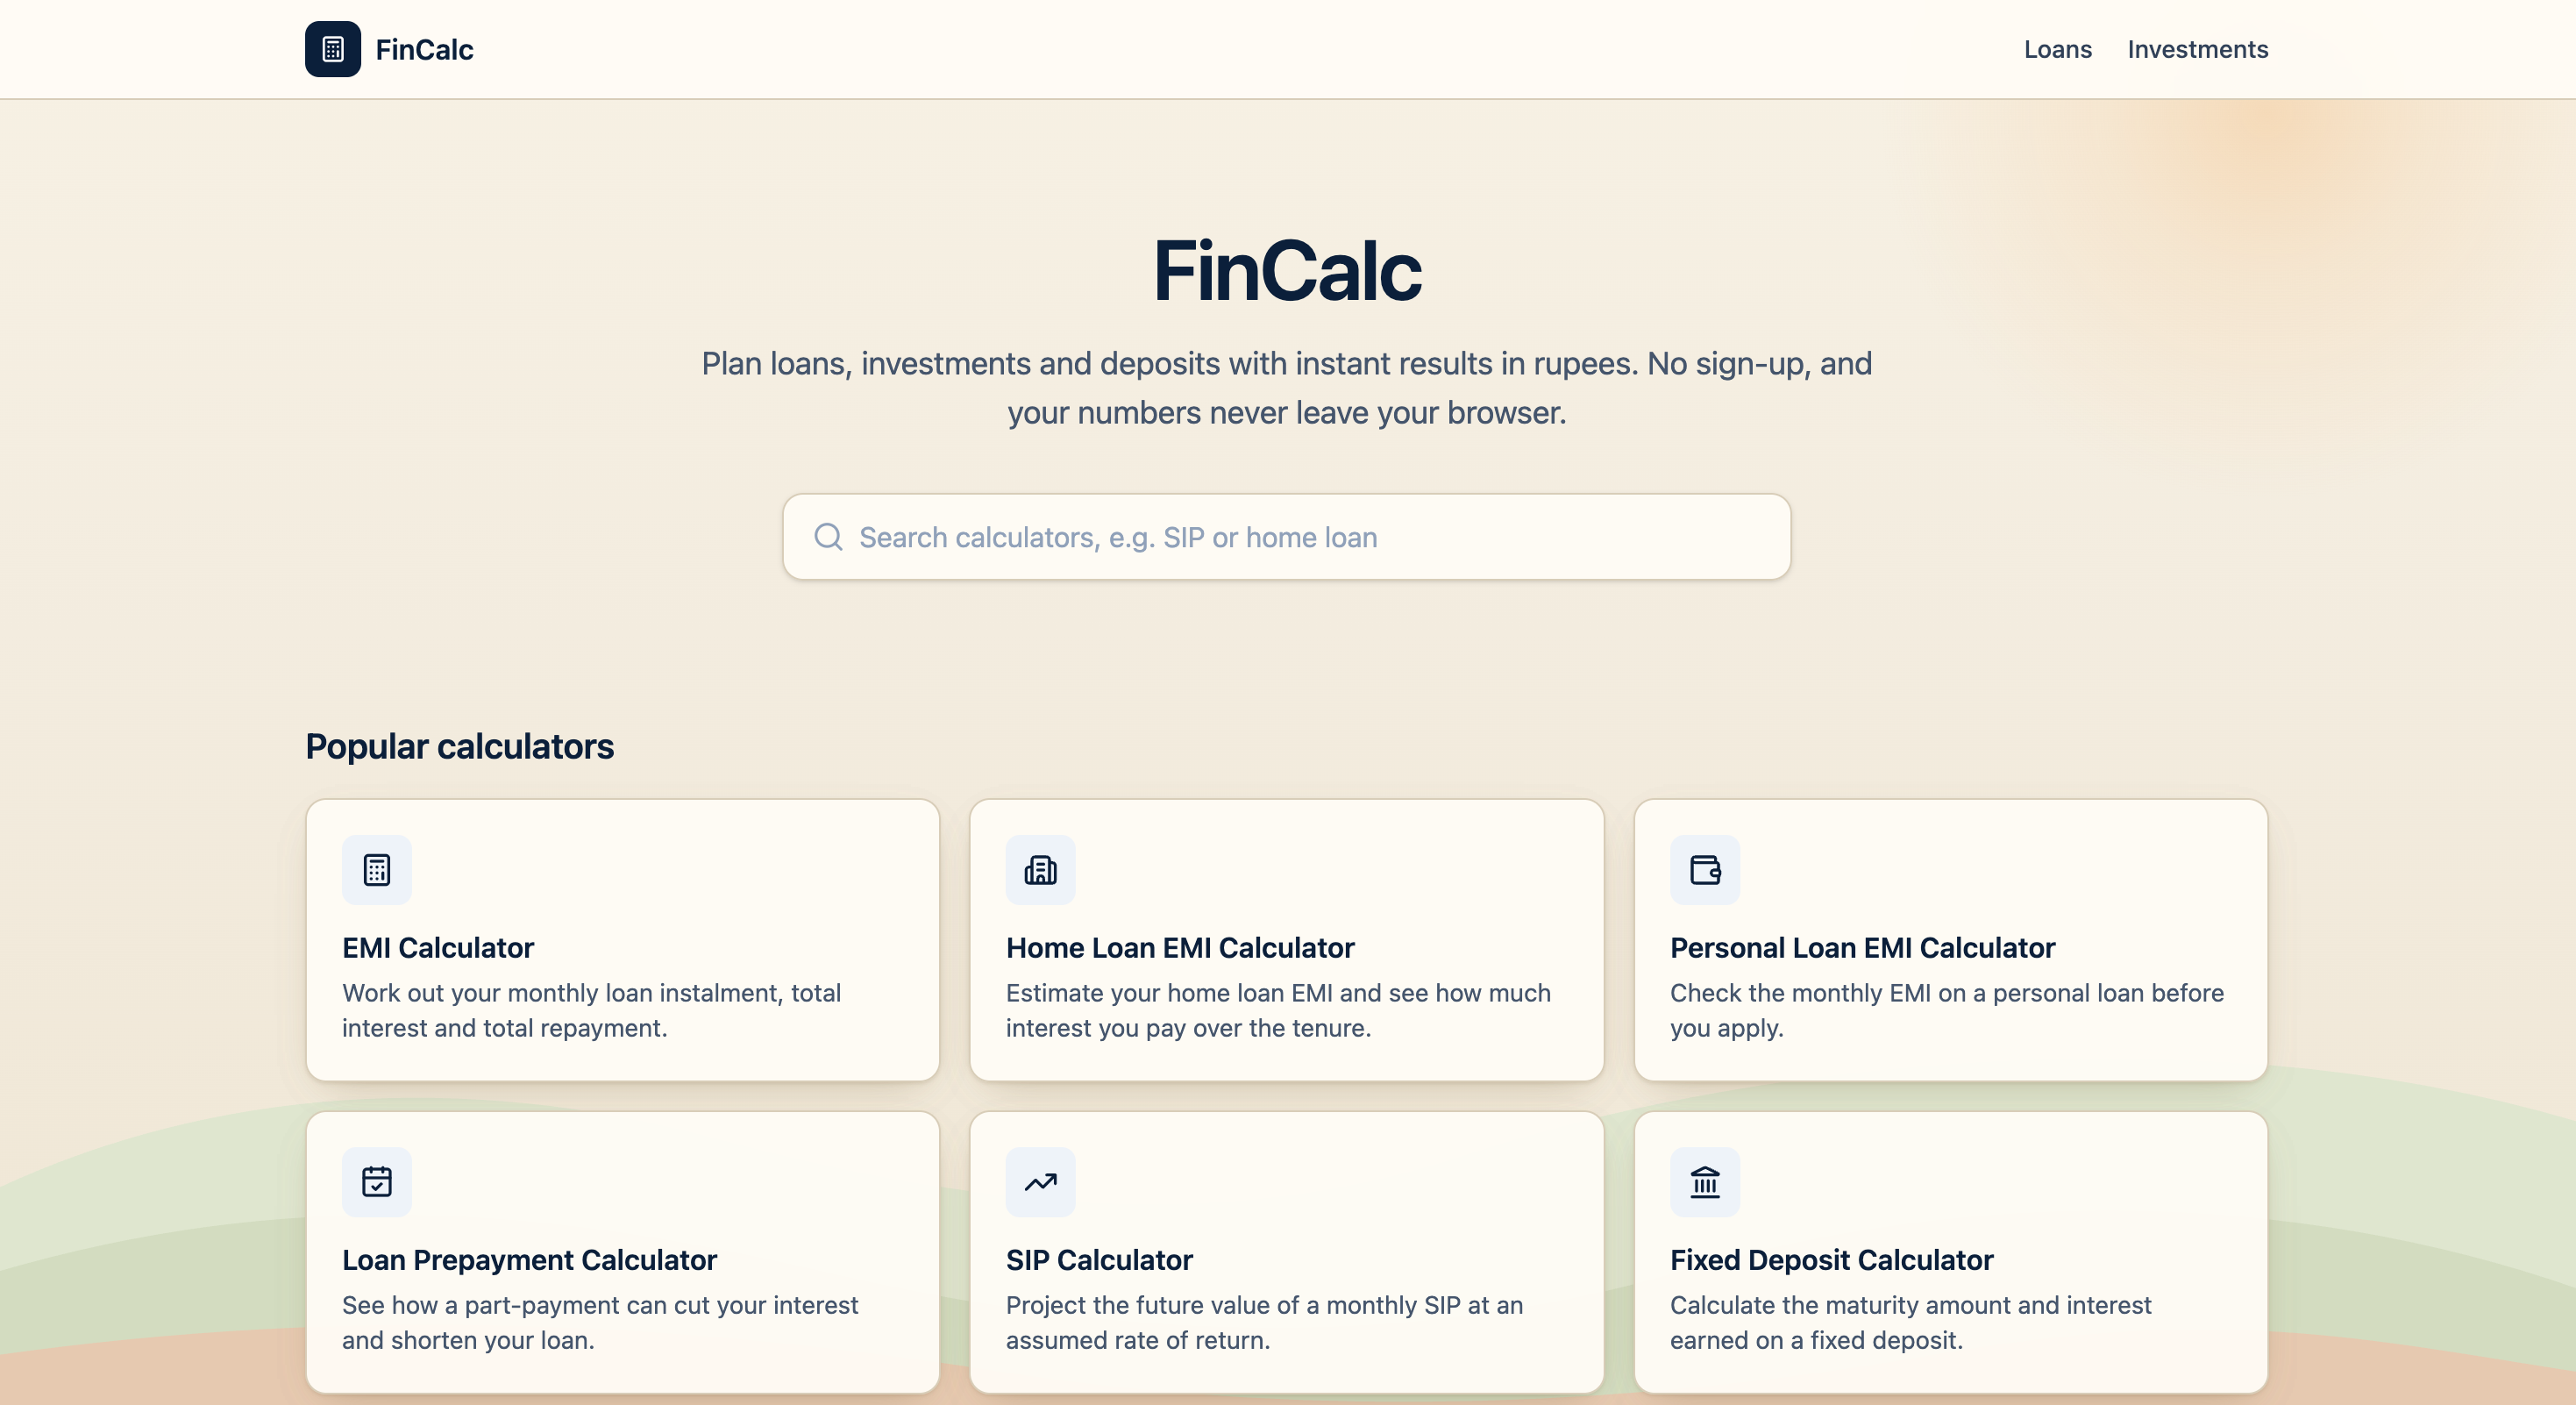 FinCalc
Loans
Investments
FinCalc
Plan loans, investments and deposits with instant results in rupees. No sign-up, and
your numbers never leave your browser.
Search calculators, e.g. SIP or home loan
Popular calculators
EMI Calculator
Work out your monthly loan instalment, total
interest and total repayment.
Home Loan EMI Calculator
Estimate your home loan EMI and see how much
interest you pay over the tenure.
Personal Loan EMI Calculator
Check the monthly EMI on a personal loan before
you apply.
Loan Prepayment Calculator
See how a part-payment can cut your interest
and shorten your loan.
SIP Calculator
Project the future value of a monthly SIP at an
assumed rate of return.
Fixed Deposit Calculator
Calculate the maturity amount and interest
earned on a fixed deposit.